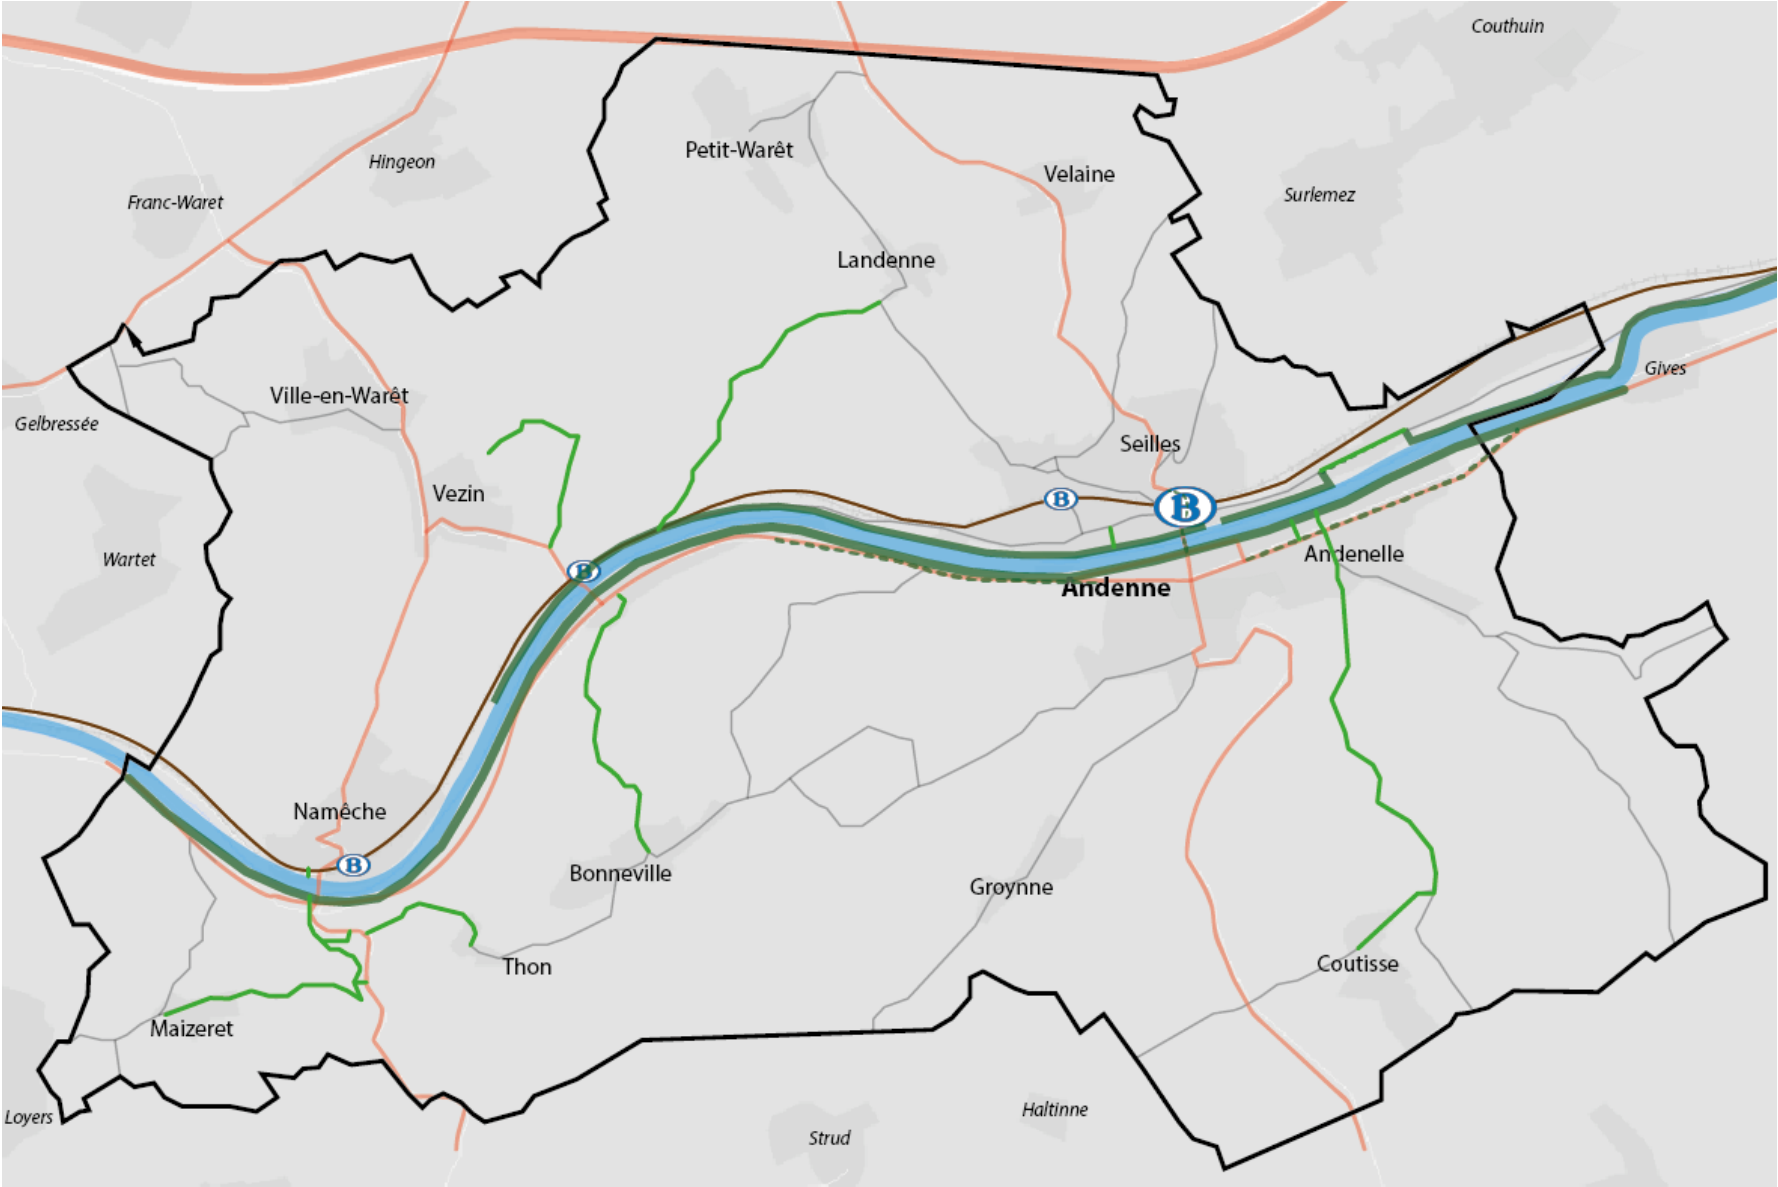 Couthuin
Petit-Warêt
Hingeon
Velaine
Surlemez
Franc-Waret
Landenne
Gives
Ville-en-Warêt
Gelbressée
Seilles
Vezin
B
B
Wartet
Andenelle
B
Andenne
Namêche
B
Bonneville
Groynne
Thon
Coutisse
Maizeret
Loyers
Haltinne
Strud